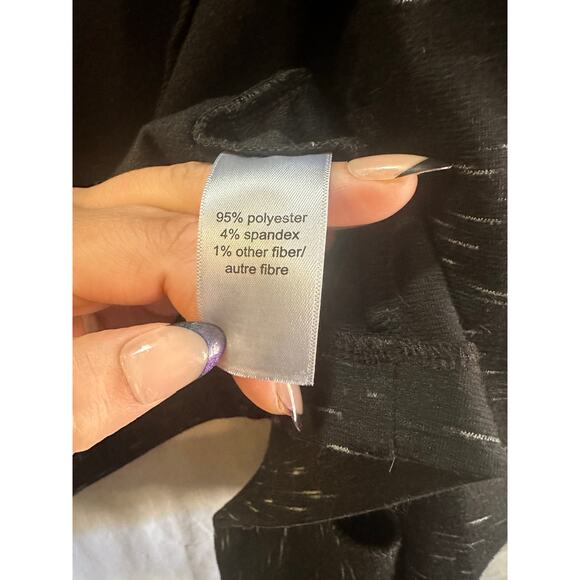 95% polyester
4% spandex
1% other fiber/
autre fibre